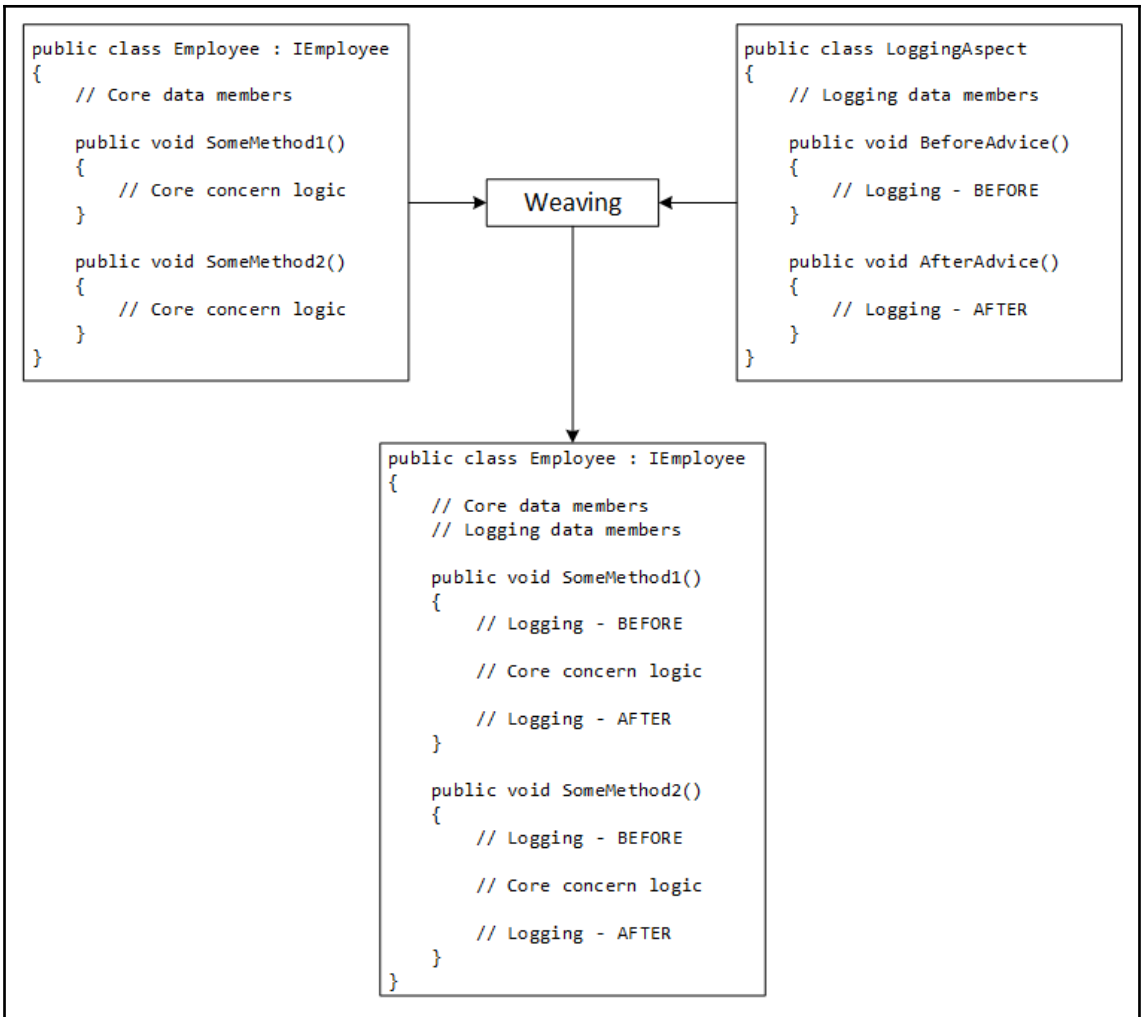 public class Employee : IEmployee
{
// Core data members
public void SomeMethod1()
{
// Core concern logic
}
public void SomeMethod2()
{
// Core concern logic
}
}
Weaving
public class LoggingAspect
{
// Logging data members
public void BeforeAdvice()
{
// Logging - BEFORE
}
public void AfterAdvice()
{
// Logging - AFTER
}
}
public class Employee : IEmployee
{
// Core data members
// Logging data members
public void SomeMethod1()
{
// Logging - BEFORE
// Core concern logic
// Logging - AFTER
}
public void SomeMethod2()
{
// Logging - BEFORE
// Core concern logic
// Logging - AFTER
}
}